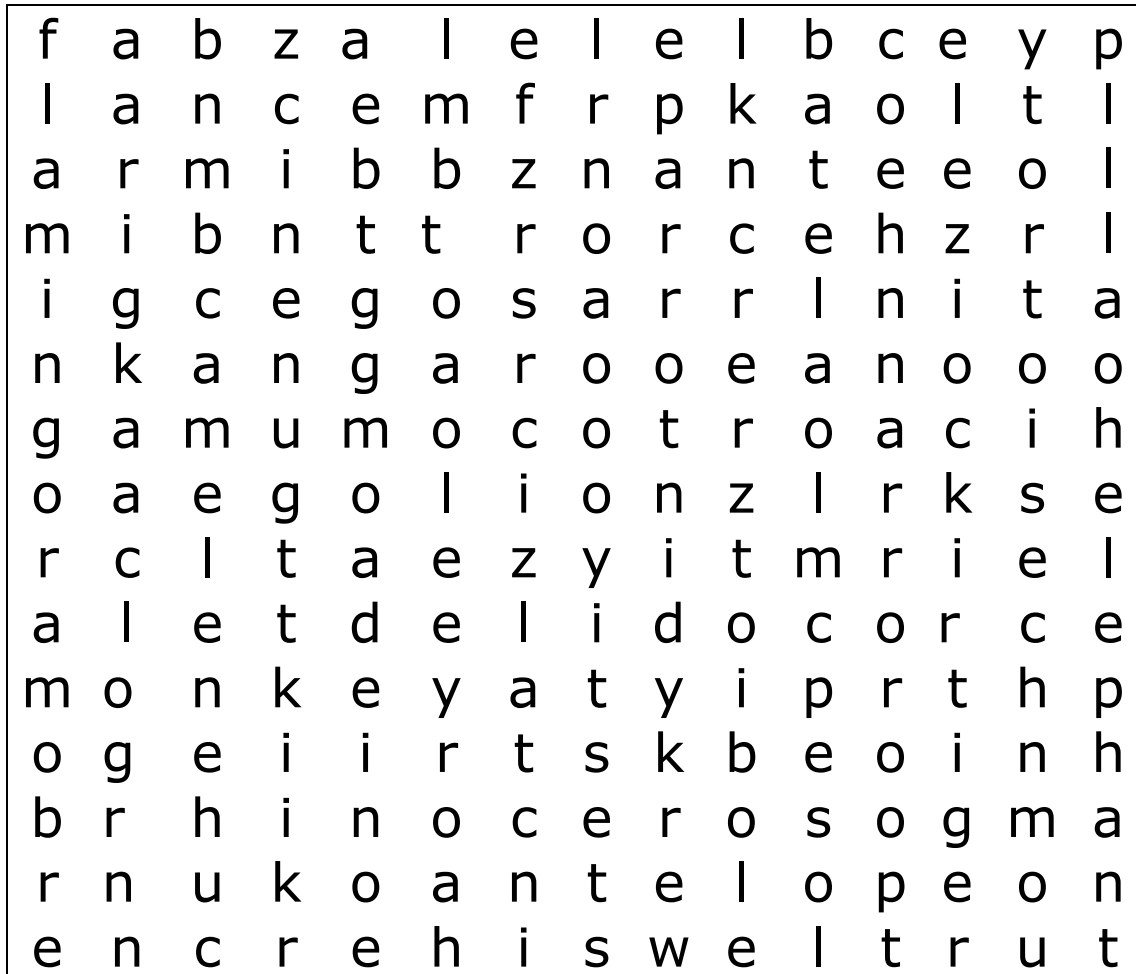 f a b z a l e l e l b c e y p
l a n c e m f r p k a o l t l
a r m i b b z n a n t e e o l
m i b n t t r o r c e h z r l
i g c e g o s a r r l n i t a
n k a n g a r o o e a n o o o
g a m u m o c o t r o a c i h
o a e g o l i o n z l r k s e
r c l t a e z y i t m r i e l
a l e t d e l i d o c o r c e
m o n k e y a t y i p r t h p
o g e i i r t s k b e o i n h
b r h i n o c e r o s o g m a
r n u k o a n t e l o p e o n
e n c r e h i s w e l t r u t